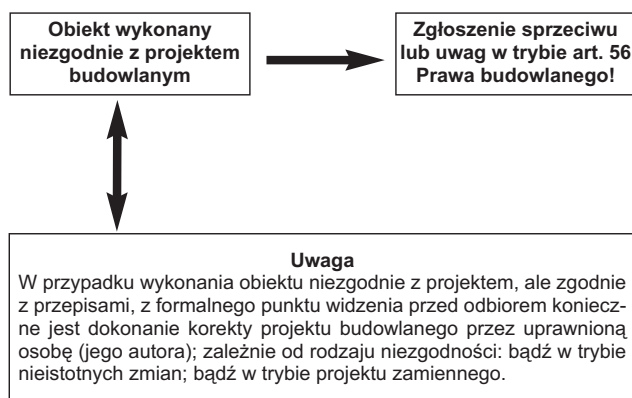 Obiekt wykonany
niezgodnie z projektem
budowlanym
Zgłoszenie sprzeciwu
lub uwag w trybie art. 56
Prawa budowlanego!
Uwaga
W przypadku wykonania obiektu niezgodnie z projektem, ale zgodnie
z przepisami, z formalnego punktu widzenia przed odbiorem koniecz-
ne jest dokonanie korekty projektu budowlanego przez uprawnioną
osobę (jego autora); zależnie od rodzaju niezgodności: bądź w trybie
nieistotnych zmian; bądź w trybie projektu zamiennego.